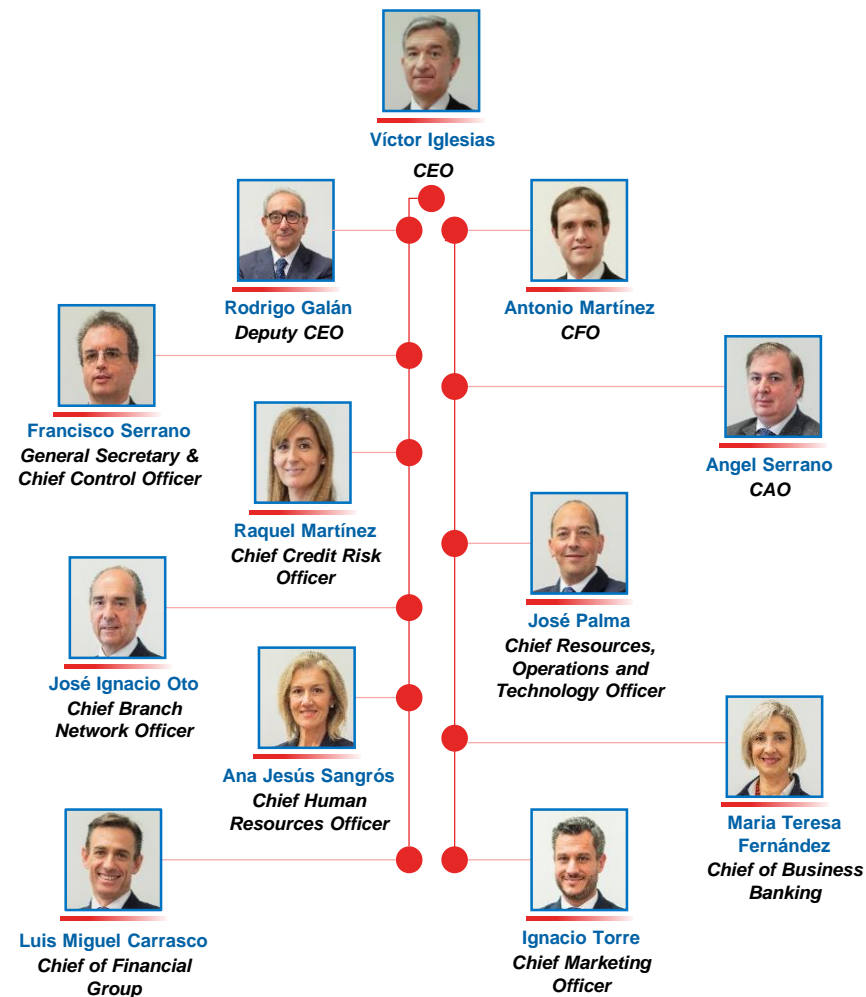 Víctor Iglesias
CEO
Rodrigo Galán
Deputy CEO
Antonio Martínez
CFO
Francisco Serrano
General Secretary &
Chief Control Officer
Angel Serrano
CAO
Raquel Martínez
Chief Credit Risk
Officer
José Palma
Chief Resources,
Operations and
Technology Officer
José Ignacio Oto
Chief Branch
Network Officer
Ana Jesús Sangrós
Chief Human
Resources Officer
Maria Teresa
Fernández
Chief of Business
Banking
Luis Miguel Carrasco
Chief of Financial
Group
Ignacio Torre
Chief Marketing
Officer